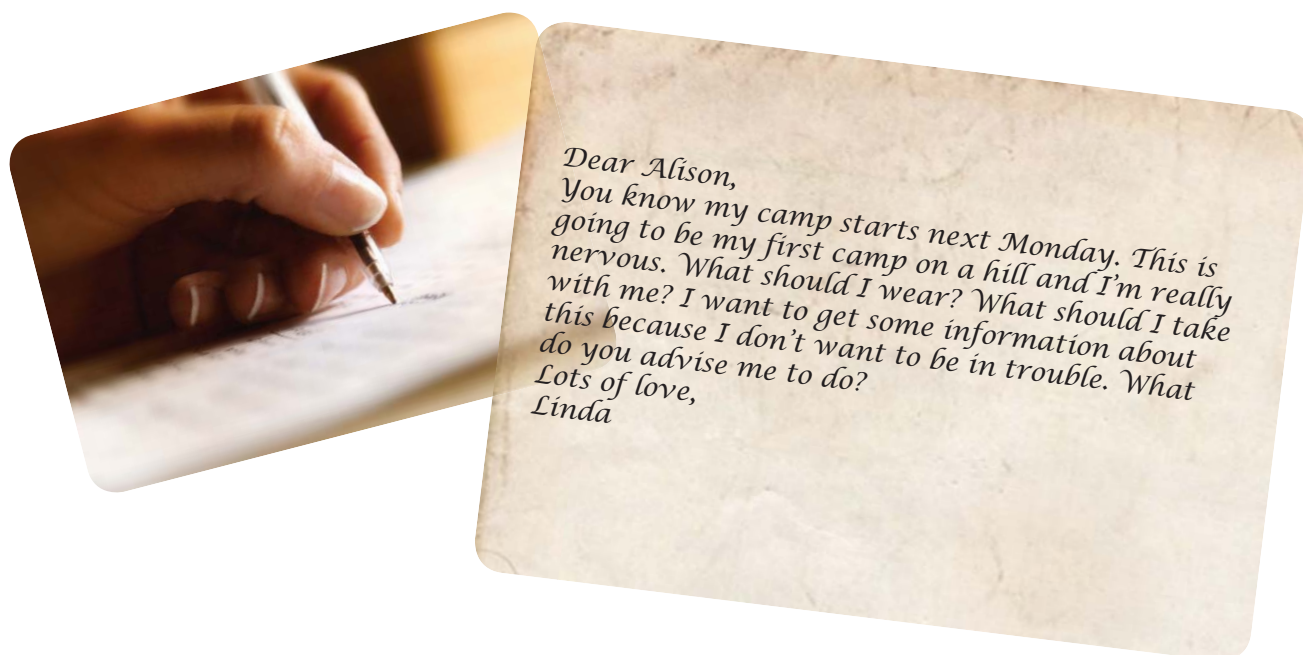 Dear Alison,
You know my camp starts next Monday. This is
going to be my first camp on a hill and I'm really
nervous. What should I wear? What should I take
with me? I want to get some information about
this because I don't want to be in trouble. What
do you advise me to do?
Lots of love,
Linda